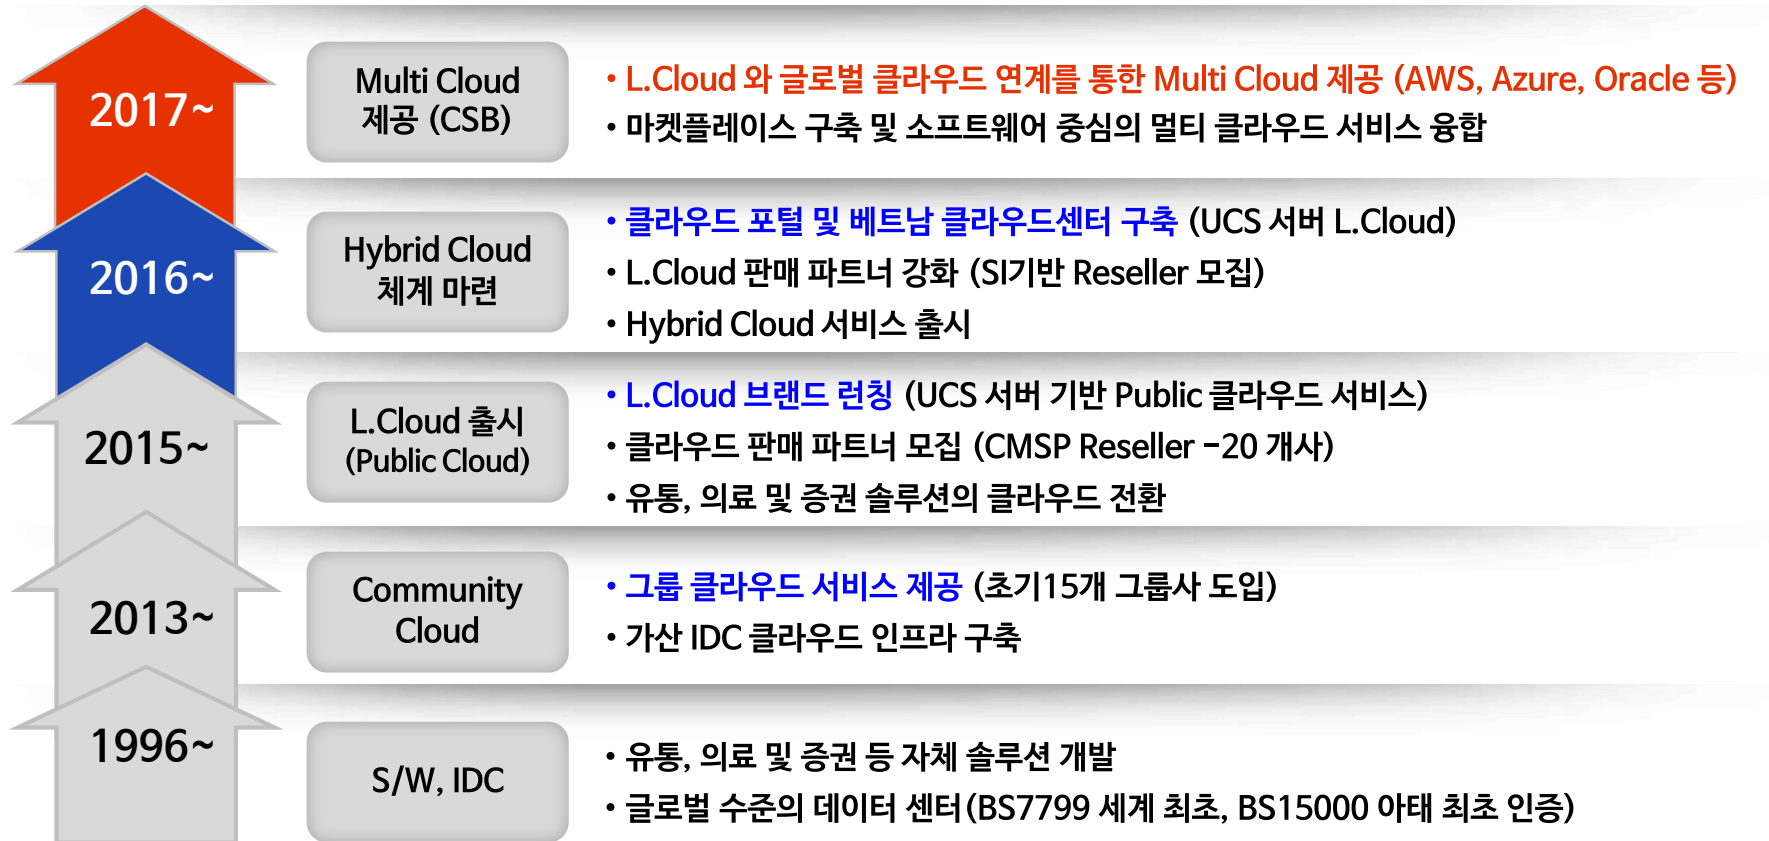 2017~
Multi Cloud
제공 (CSB)
• L.Cloud 와 글로벌 클라우드 연계를 통한 Multi Cloud 제공 (AWS, Azure, Oracle 등)
• 마켓플레이스 구축 및 소프트웨어 중심의 멀티 클라우드 서비스 융합
2016~
Hybrid Cloud
체계 마련
• 클라우드 포털 및 베트남 클라우드센터 구축 (UCS 서버 L.Cloud)
• L.Cloud 판매 파트너 강화 (SI기반 Reseller 모집)
• Hybrid Cloud 서비스 출시
2015~
L.Cloud 출시
(Public Cloud)
• L.Cloud 브랜드 런칭 (UCS 서버 기반 Public 클라우드 서비스)
• 클라우드 판매 파트너 모집 (CMSP Reseller -20 개사)
• 유통, 의료 및 증권 솔루션의 클라우드 전환
2013~
Community
Cloud
• 그룹 클라우드 서비스 제공 (초기15개 그룹사 도입)
• 가산 IDC 클라우드 인프라 구축
1996~
S/W, IDC
• 유통, 의료 및 증권 등 자체 솔루션 개발
• 글로벌 수준의 데이터 센터(BS7799 세계 최초, BS15000 아태 최초 인증)